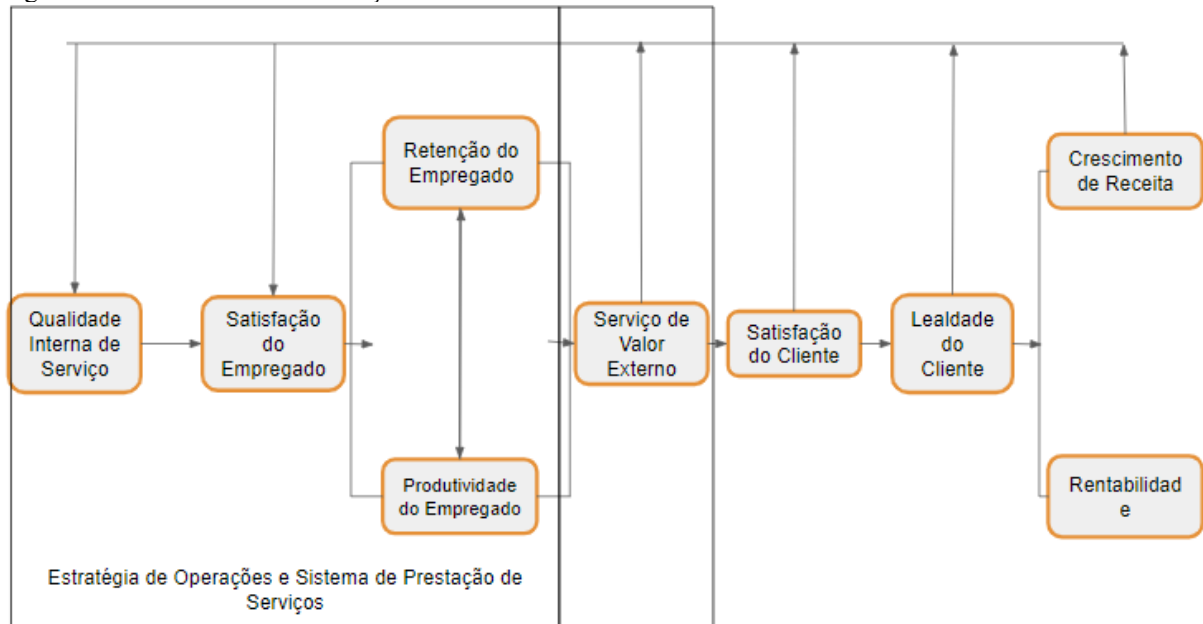 Retenção do
Empregado
Crescimento
de Receita
Qualidade
Interna de
Serviço
Satisfação
do
Empregado
Serviço de
Valor
Externo
Satisfação
do Cliente
Lealdade
do
Cliente
Produtividade
do Empregado
Rentabilidad
e
Estratégia de Operações e Sistema de Prestação de
Serviços